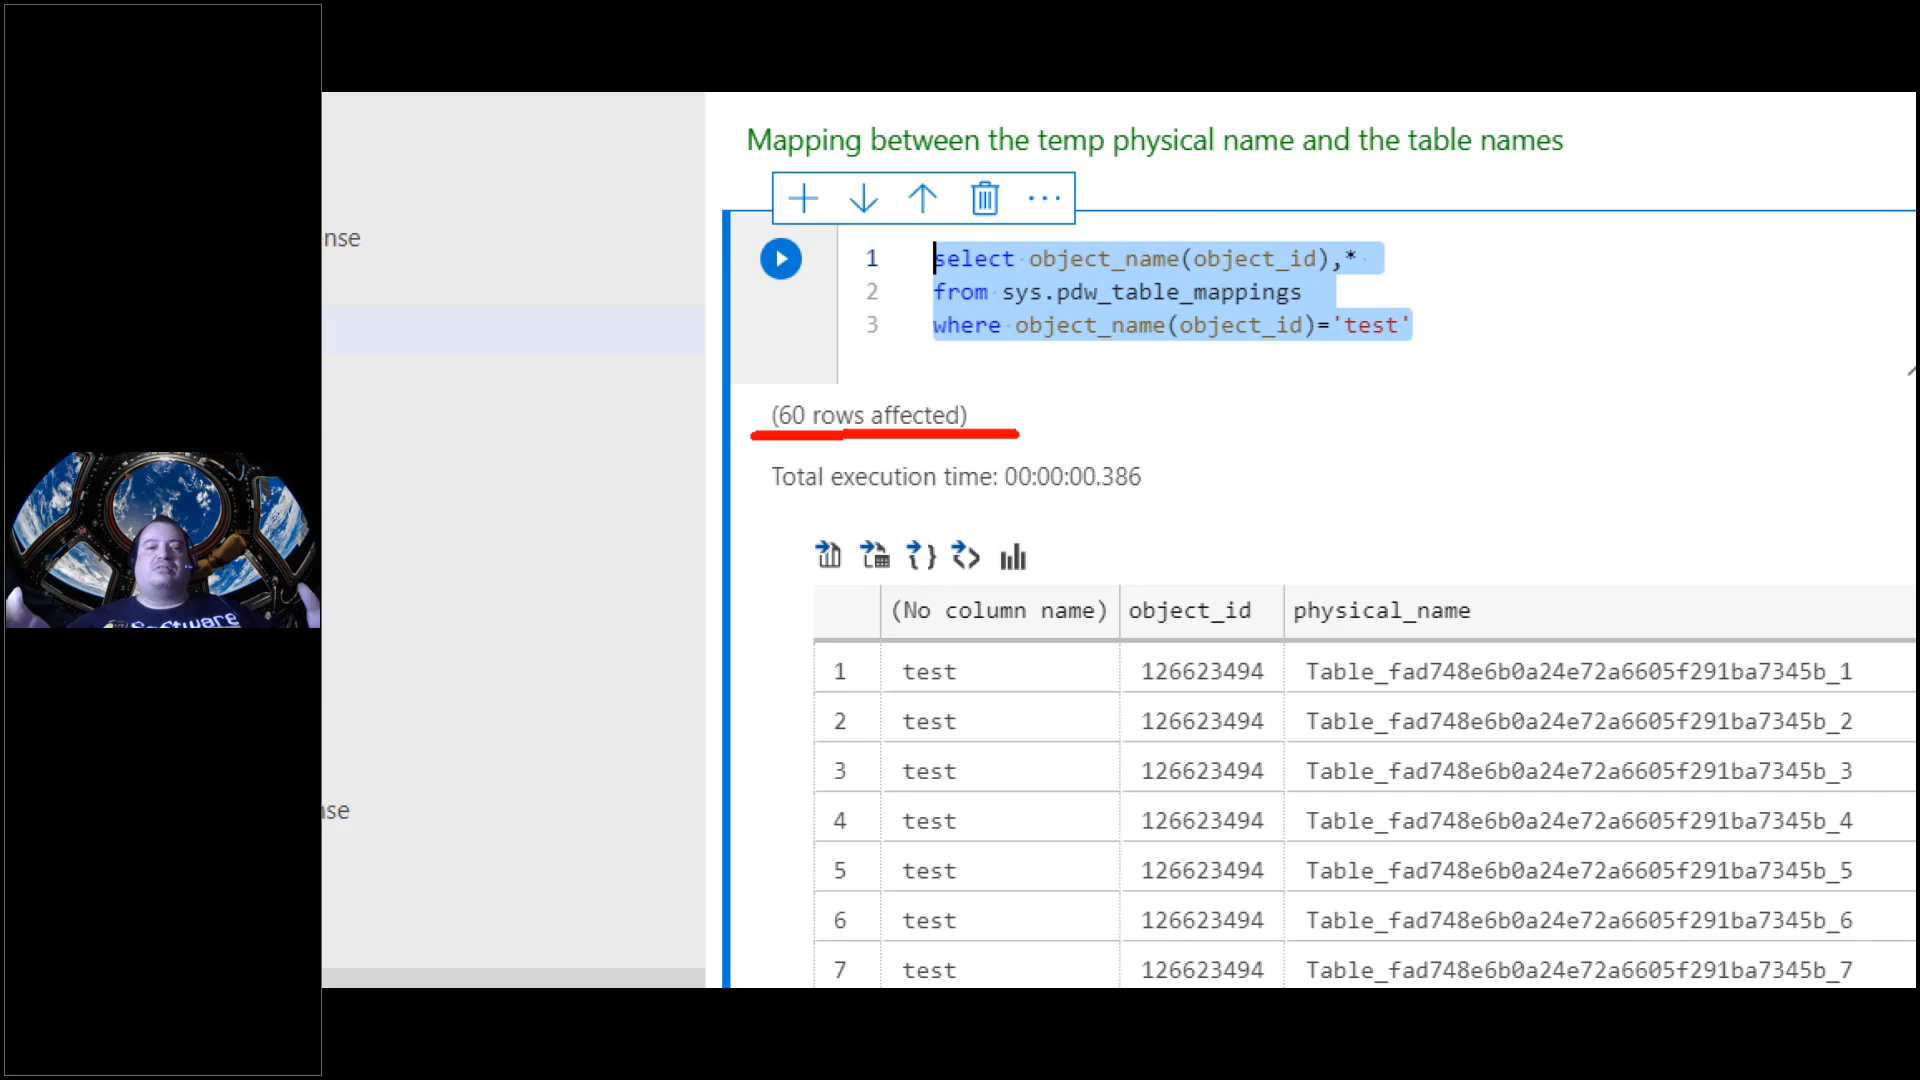 nse
nse
Software
Mapping between the temp physical name and the table names
1 select object_name(object_id),*
2 from sys.pdw_table_mappings
3 where object_name(object_id)='test'
(60 rows affected)
Total execution time: 00:00:00.386
(No column name) object_id physical_name
1 test 126623494 Table_fad748e6b0a24e72a6605f291ba7345b_1
2 test 126623494 Table_fad748e6b0a24e72a6605f291ba7345b_2
3 test 126623494 Table_fad748e6b0a24e72a6605f291ba7345b_3
4 test 126623494 Table_fad748e6b0a24e72a6605f291ba7345b_4
5 test 126623494 Table_fad748e6b0a24e72a6605f291ba7345b_5
6 test 126623494 Table_fad748e6b0a24e72a6605f291ba7345b_6
7 test 126623494 Table_fad748e6b0a24e72a6605f291ba7345b_7